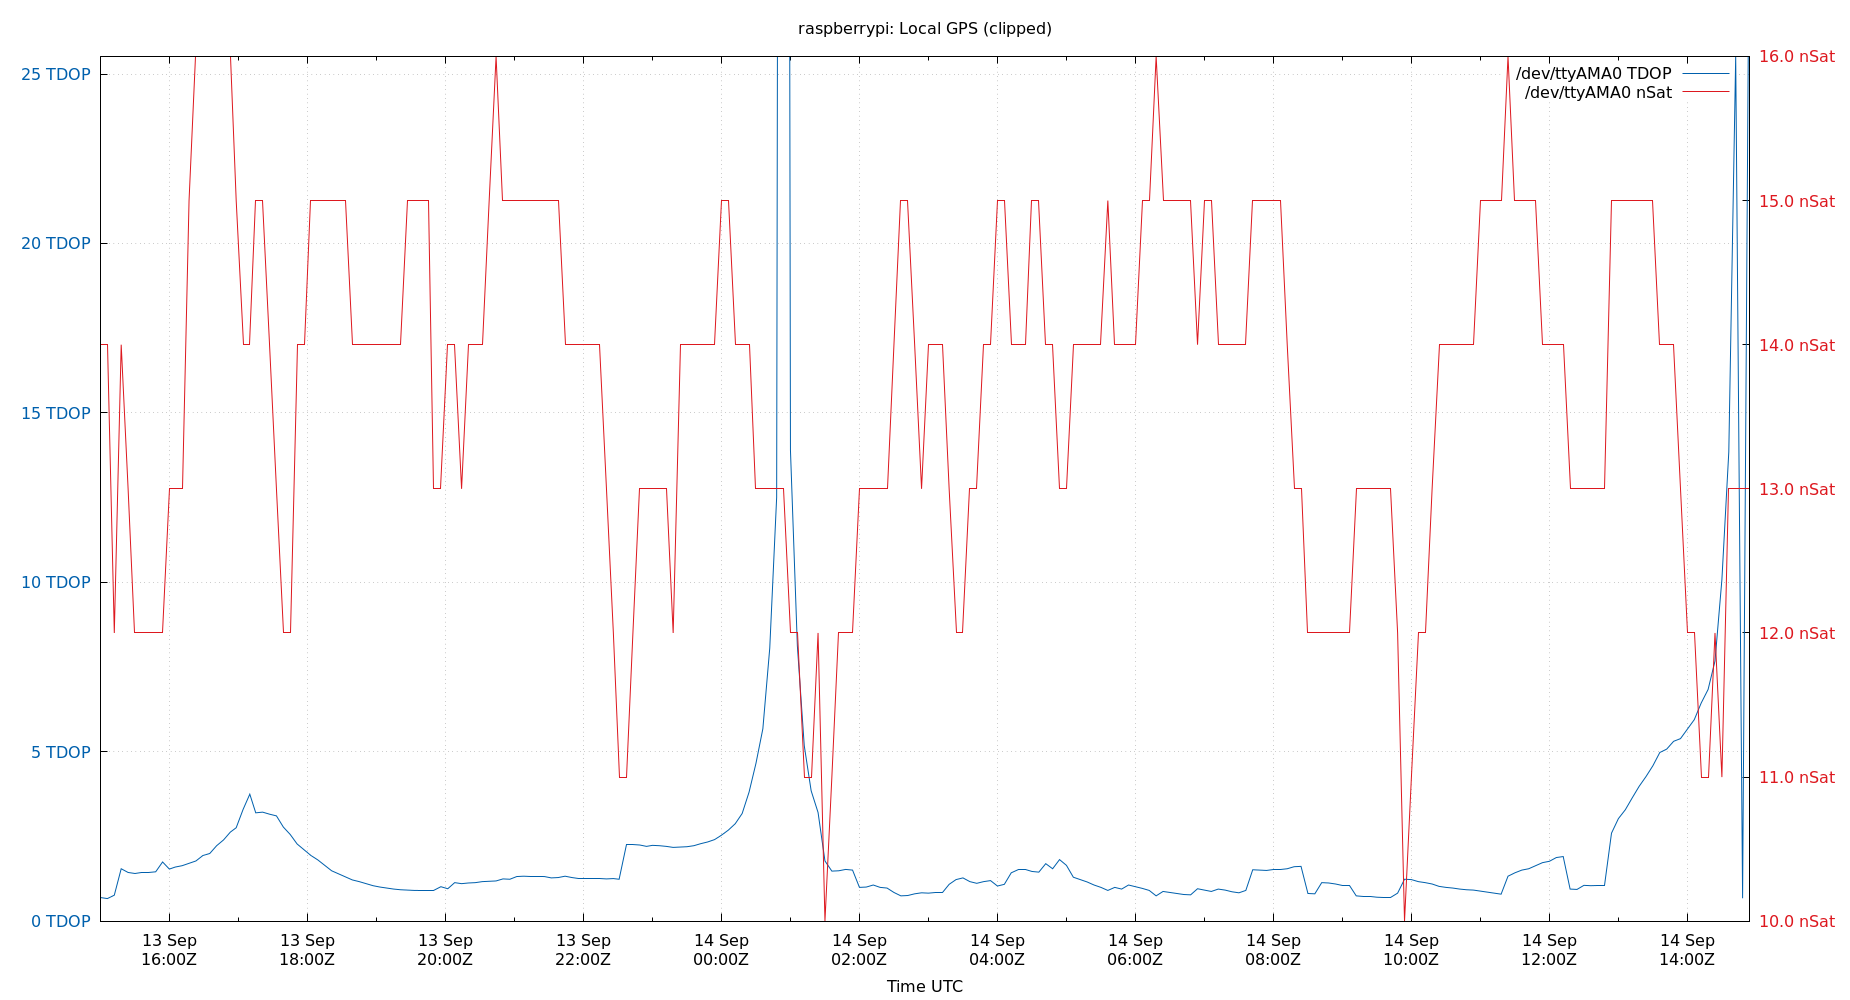 raspberrypi: Local GPS (clipped)
/dev/ttyAMA0 TDOP
/dev/ttyAMA0 nSat
25 TDOP
20 TDOP
15 TDOP
10 TDOP
5 TDOP
0 TDOP
16.0 nSat
15.0 nSat
14.0 nSat
13.0 nSat
12.0 nSat
11.0 nSat
10.0 nSat
13 Sep
16:00Z
13 Sep
18:00Z
13 Sep
20:00Z
13 Sep
22:00Z
14 Sep
00:00Z
14 Sep
02:00Z
14 Sep
04:00Z
14 Sep
06:00Z
14 Sep
08:00Z
14 Sep
10:00Z
14 Sep
12:00Z
14 Sep
14:00Z
Time UTC